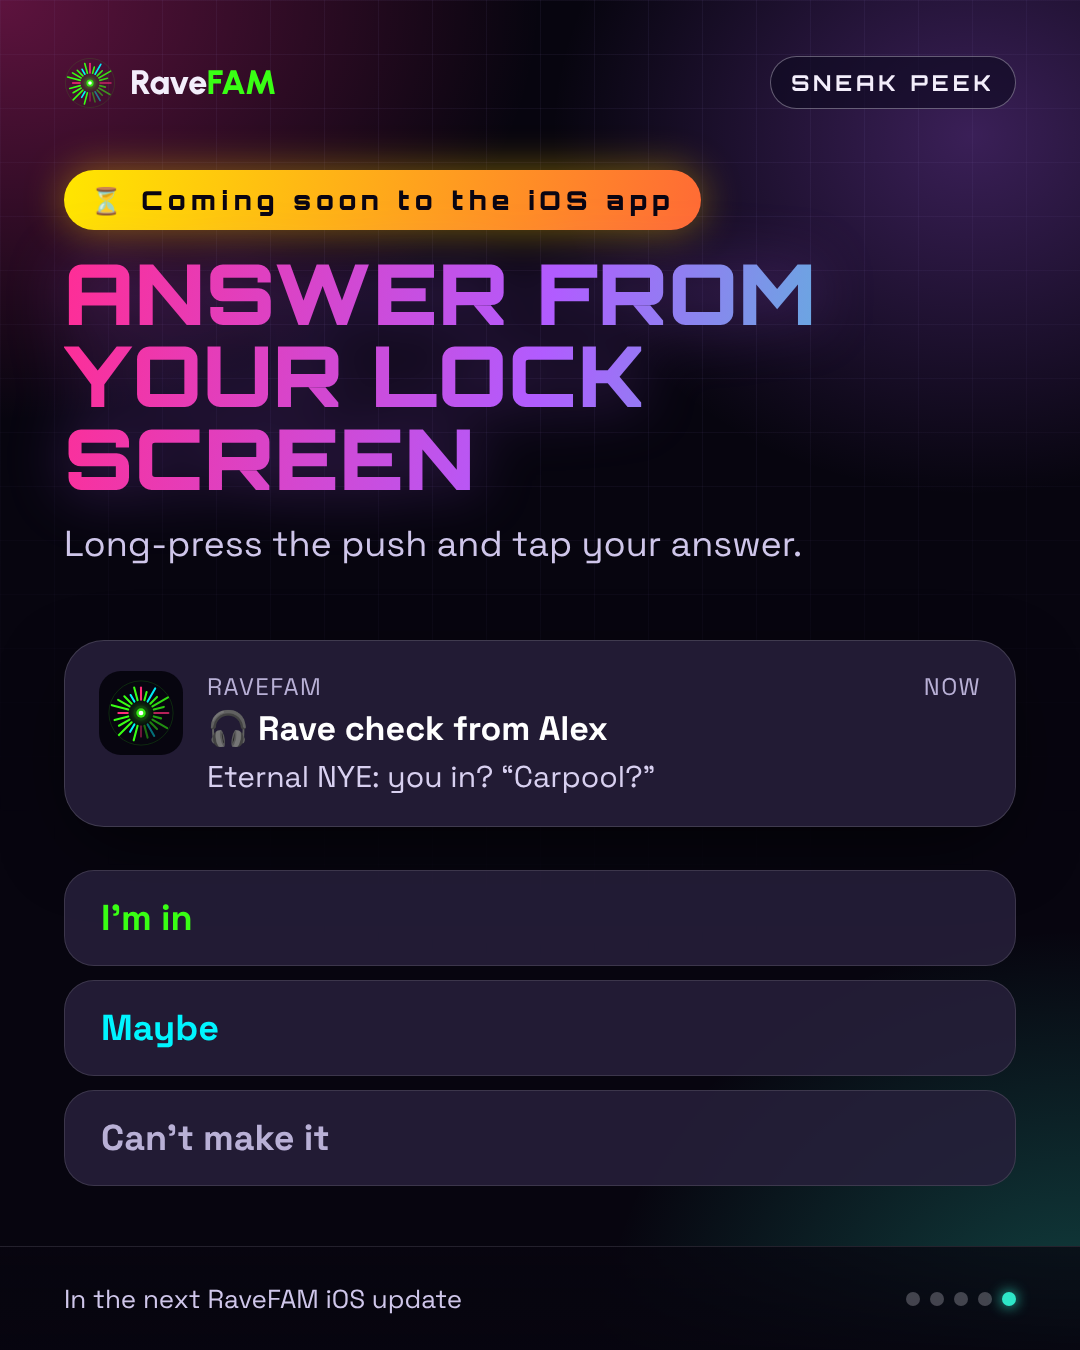 RaveFAM
SNEAK PEEK
⏳ Coming soon to the iOS app
ANSWER FROM
YOUR LOCK
SCREEN
Long-press the push and tap your answer.
RAVEFAM
NOW
🎧 Rave check from Alex
Eternal NYE: you in? “Carpool?”
I’m in
Maybe
Can’t make it
In the next RaveFAM iOS update